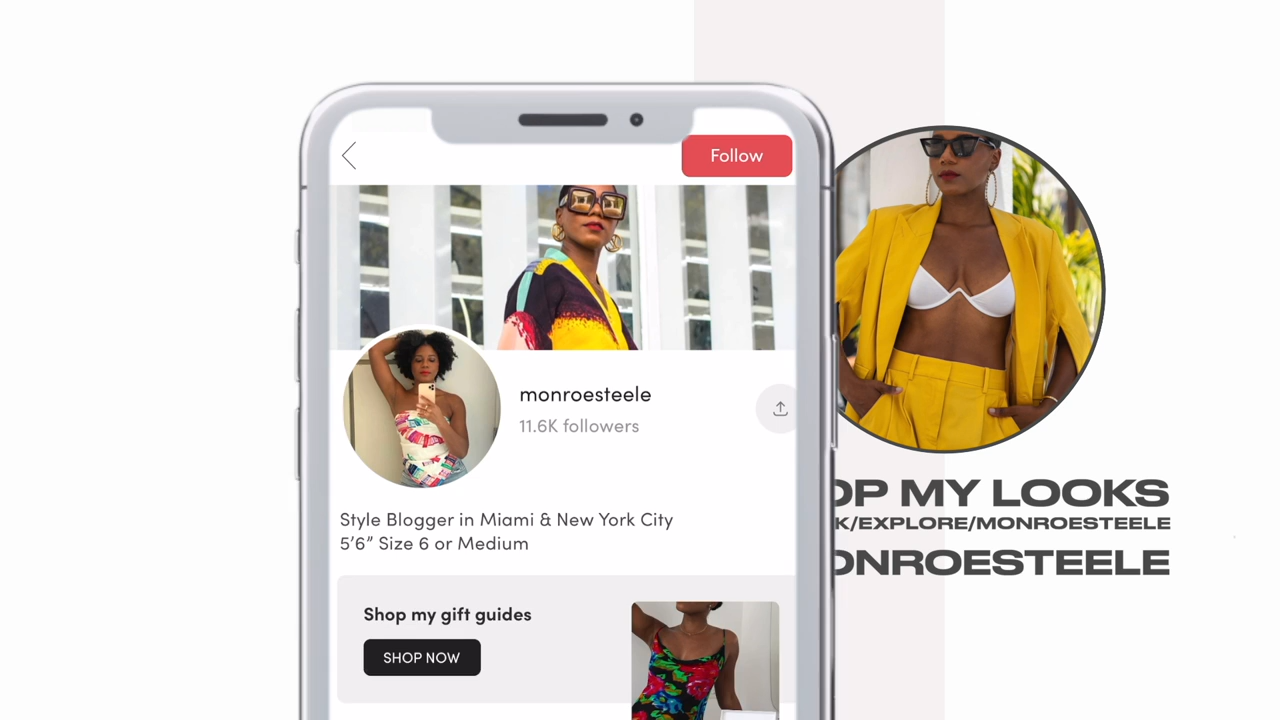 Follow
monroesteele
11.6K followers
Style Blogger in Miami & New York City
5’6” Size 6 or Medium
Shop my gift guides
SHOP NOW
OP MY LOOKS
K/EXPLORE/MONROESTEELE
ONROESTEELE